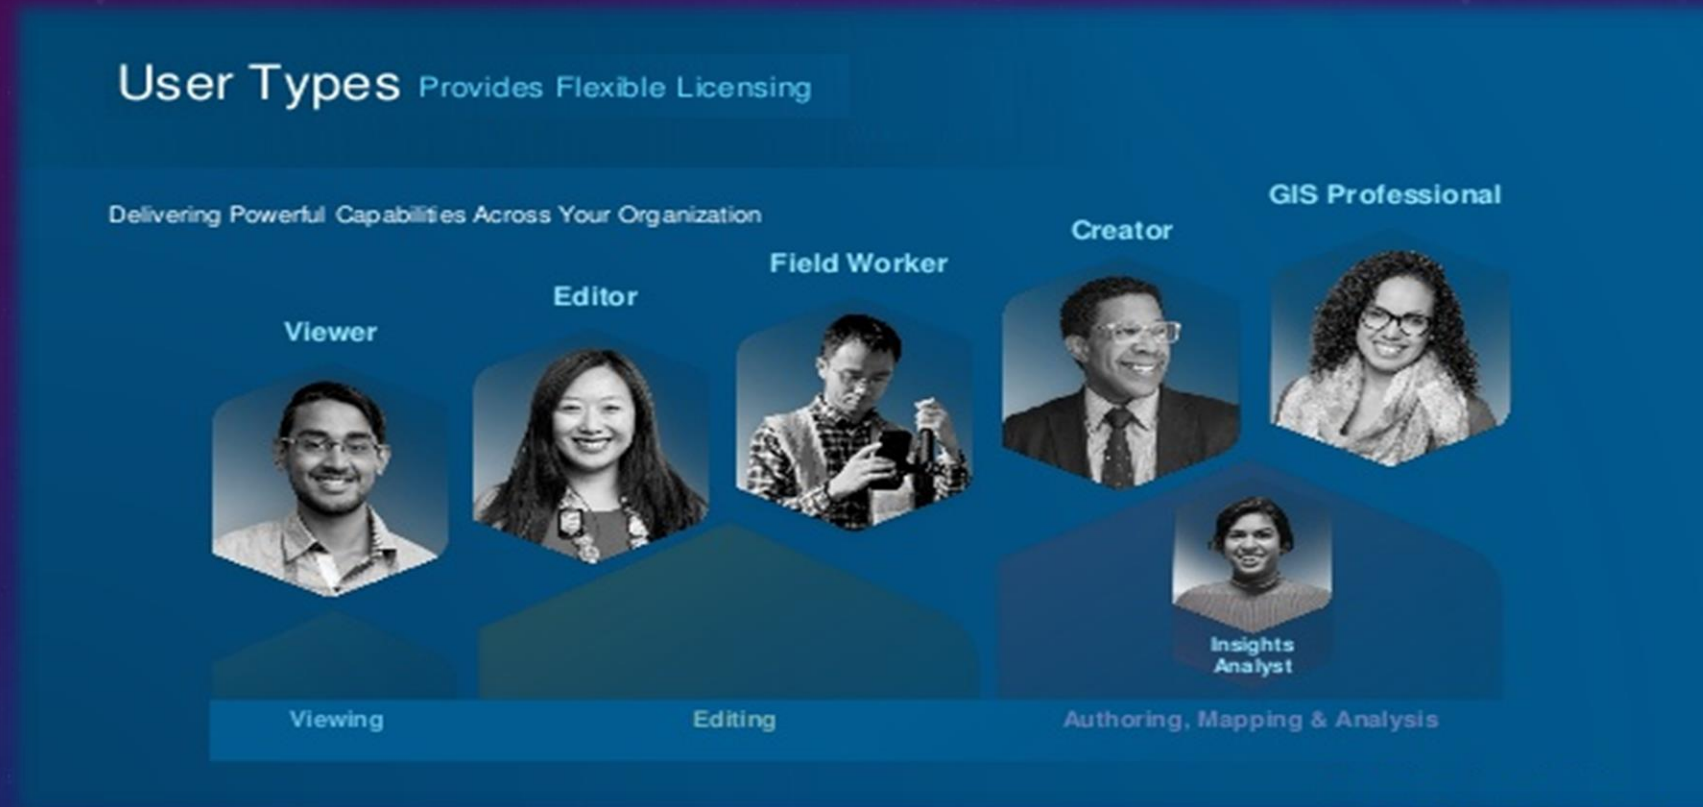 User Types Provides Flexible Licensing
Delivering Powerful Capabilities Across Your Organization
Viewer
Editor
Field Worker
Creator
GIS Professional
Insights
Analyst
Viewing
Editing
Authoring, Mapping & Analysis